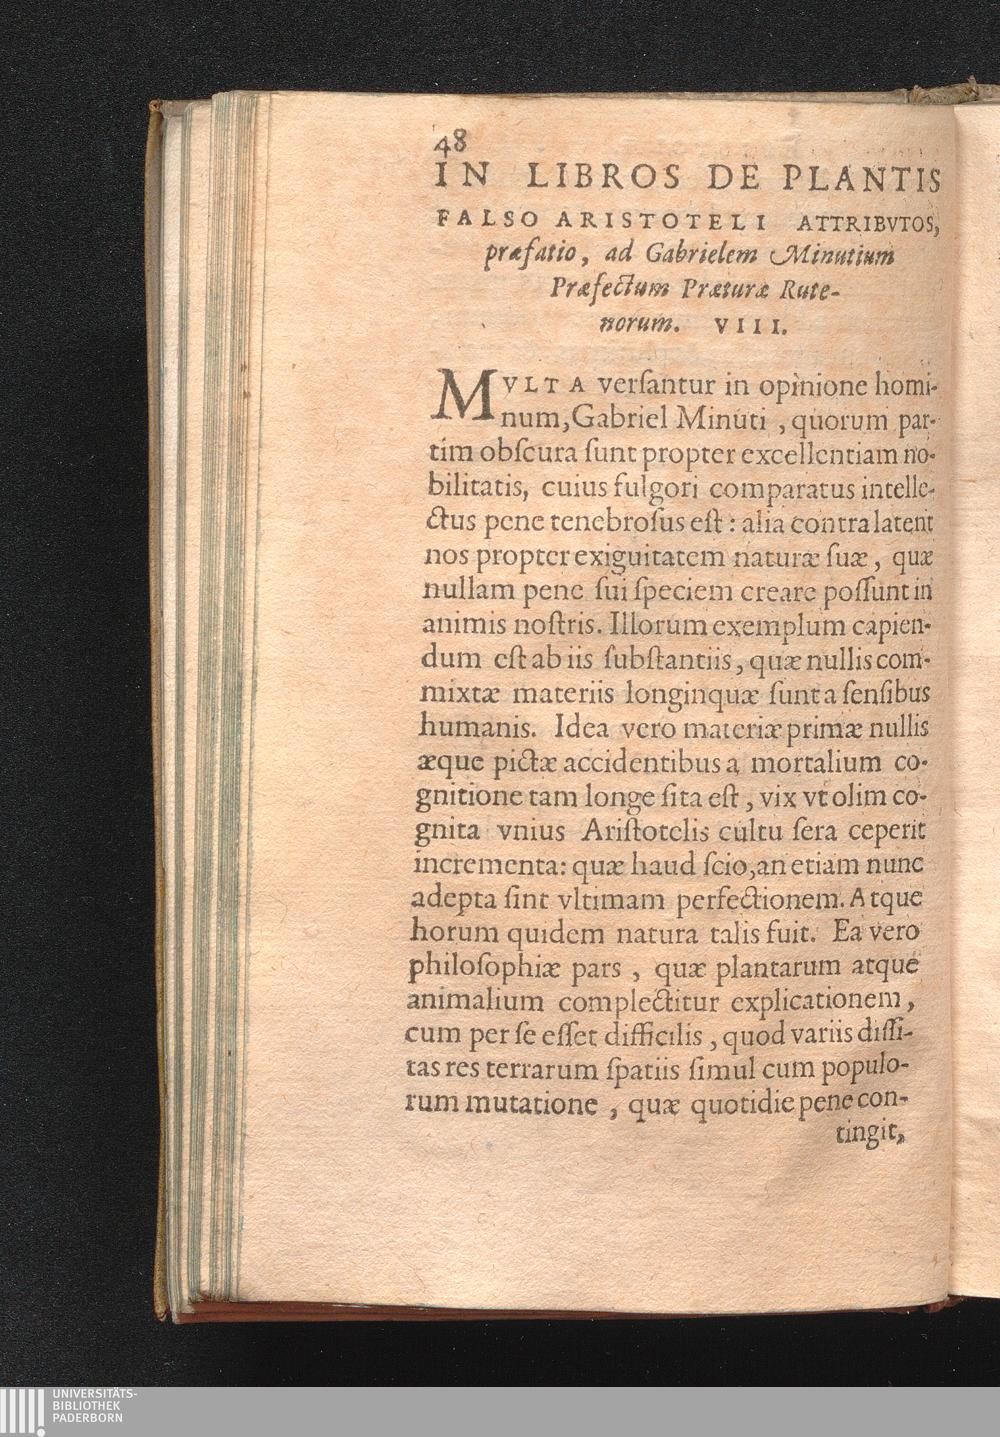 48
IN LIBROS DE PLANTIS
FALSO ARISTOTELI ATTRIBVTOS,
præfatio, ad Gabrielem Minutium
Præfectum Præturæ Rute-
norum. VIII.
MVLTA verſantur in opinione homi-
num, Gabriel Minuti, quorum par-
tim obſcura ſunt propter excellentiam no-
bilitatis, cuius fulgori comparatus intelle-
ctus pene tenebroſus eſt: alia contra latent
nos propter exiguitatem naturæ ſuæ, quæ
nullam pene ſui ſpeciem creare poſſunt in
animis noſtris. Illorum exemplum capien-
dum eſt ab iis ſubſtantiis, quæ nullis com-
mixtæ materiis longinquæ ſunt a ſenſibus
humanis. Idea vero materiæ primæ nullis
æque pictæ accidentibus a mortalium co-
gnitione tam longe ſita eſt, vix vt olim co-
gnita vnius Ariſtotelis cultu ſera ceperit
incrementa: quæ haud ſcio, an etiam nunc
adepta ſint vltimam perfectionem. Atque
horum quidem natura talis fuit. Ea vero
philoſophiæ pars, quæ plantarum atque
animalium complectitur explicationem,
cum per ſe eſſet difficilis, quod variis diſſi-
tas res terrarum ſpatiis ſimul cum populo-
rum mutatione, quæ quotidie pene con-
tingit,
UNIVERSITÄTS-
BIBLIOTHEK
PADERBORN